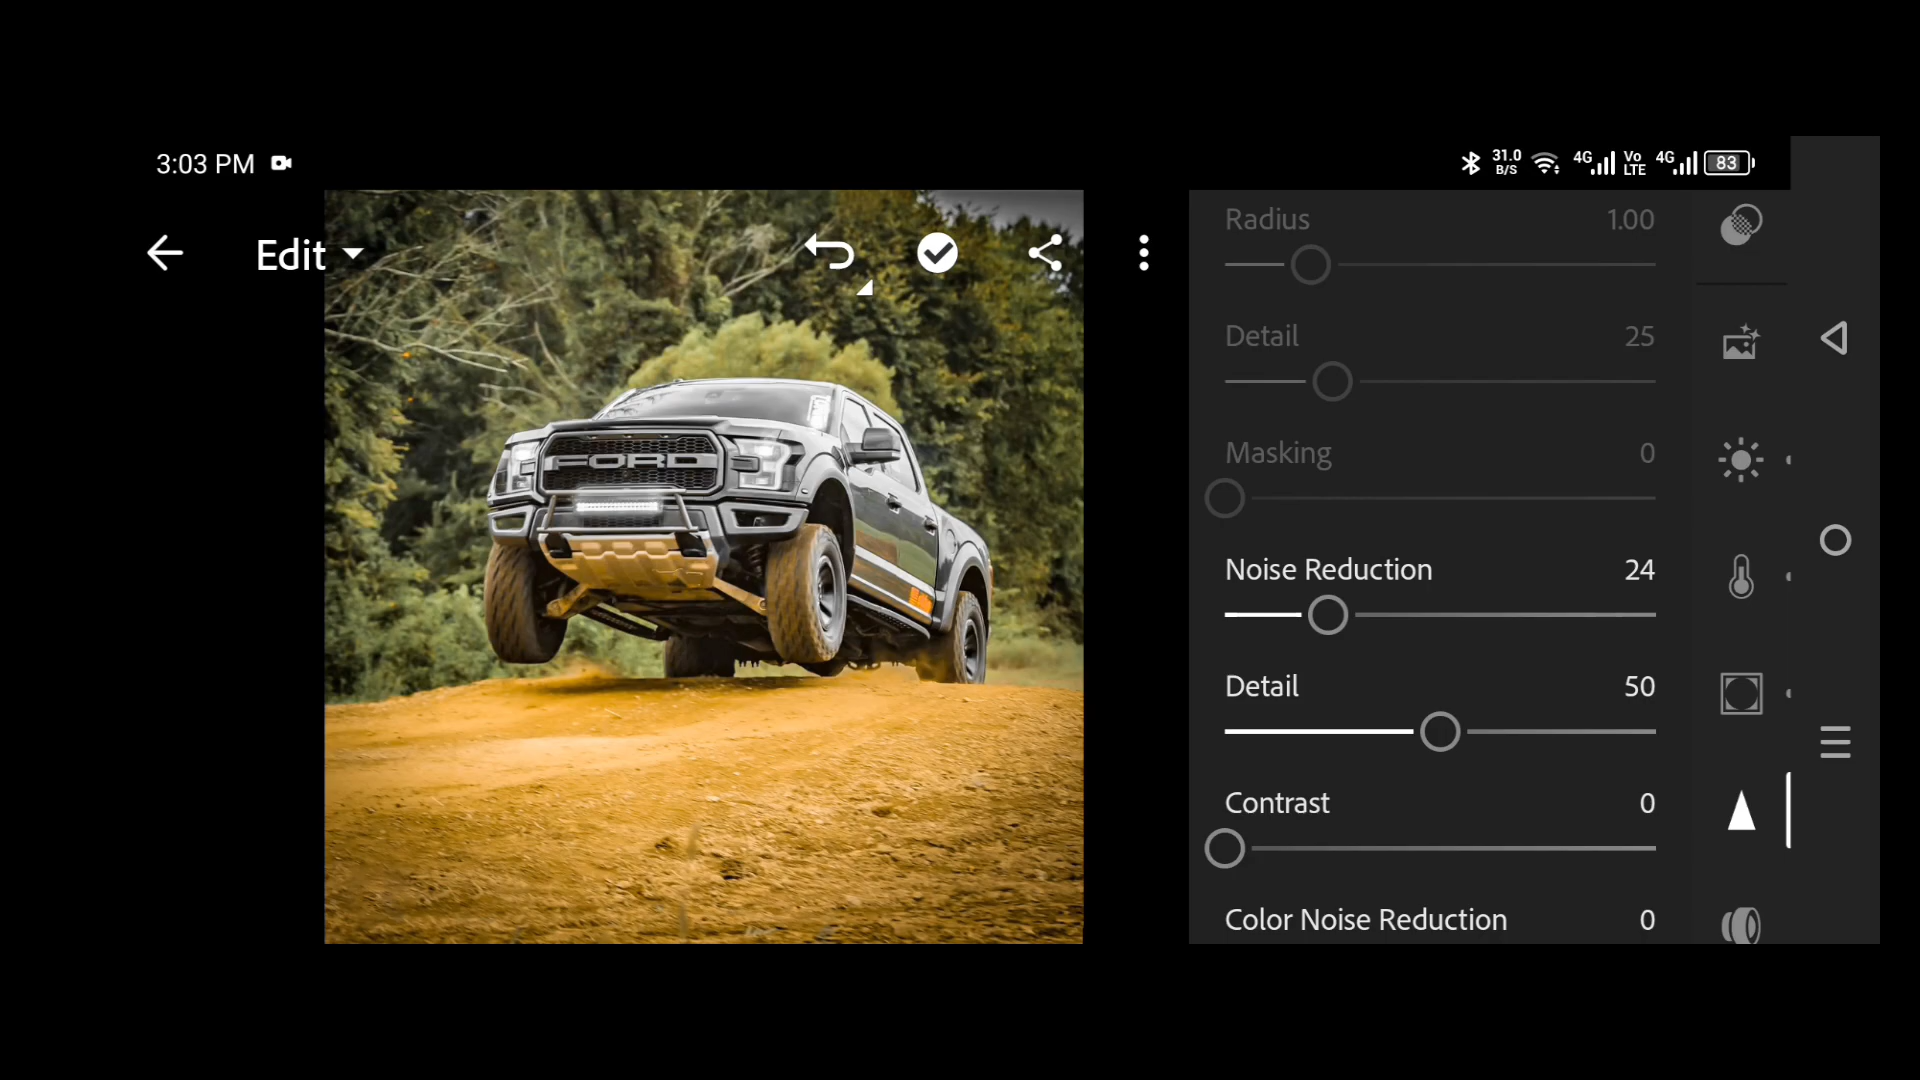 3:03 PM
31.0 B/S
4G
Vo LTE
4G
83
Edit
FORD
Radius 1.00
Detail 25
Masking 0
Noise Reduction 24
Detail 50
Contrast 0
Color Noise Reduction 0